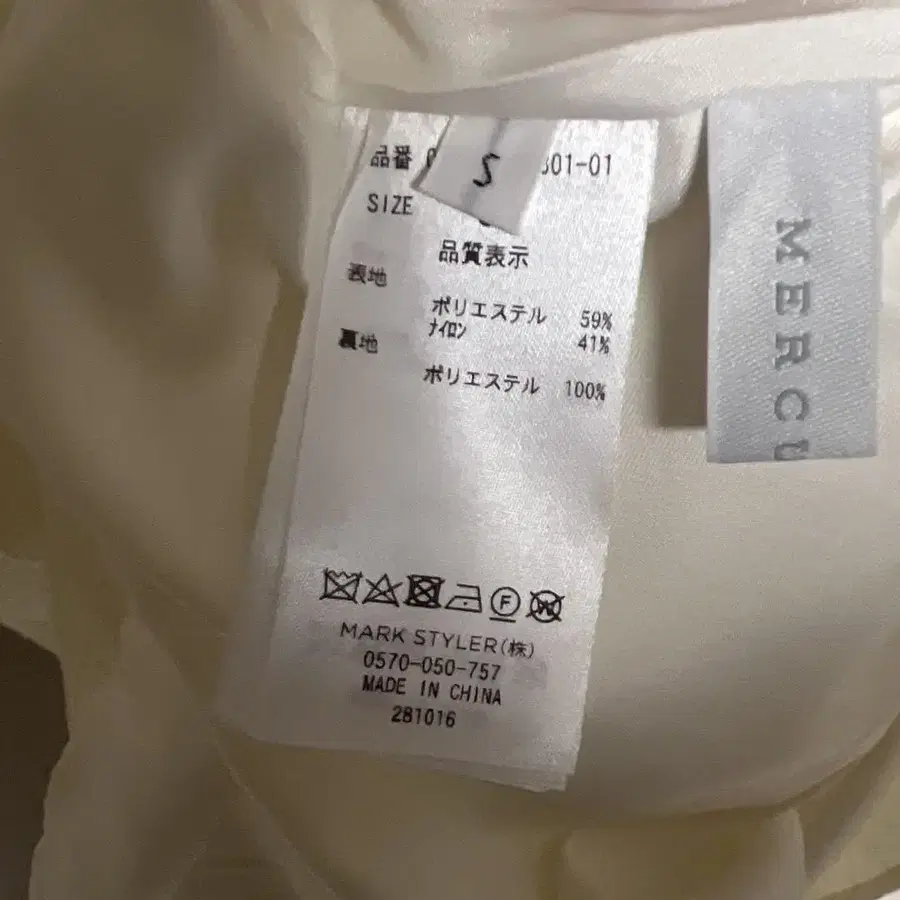 品番 01-01
S
SIZE
品質表示
表地
ポリエステル 59%
ナイロン 41%
裏地
ポリエステル 100%
F W
MARK STYLER(株)
0570-050-757
MADE IN CHINA
281016
MERCU